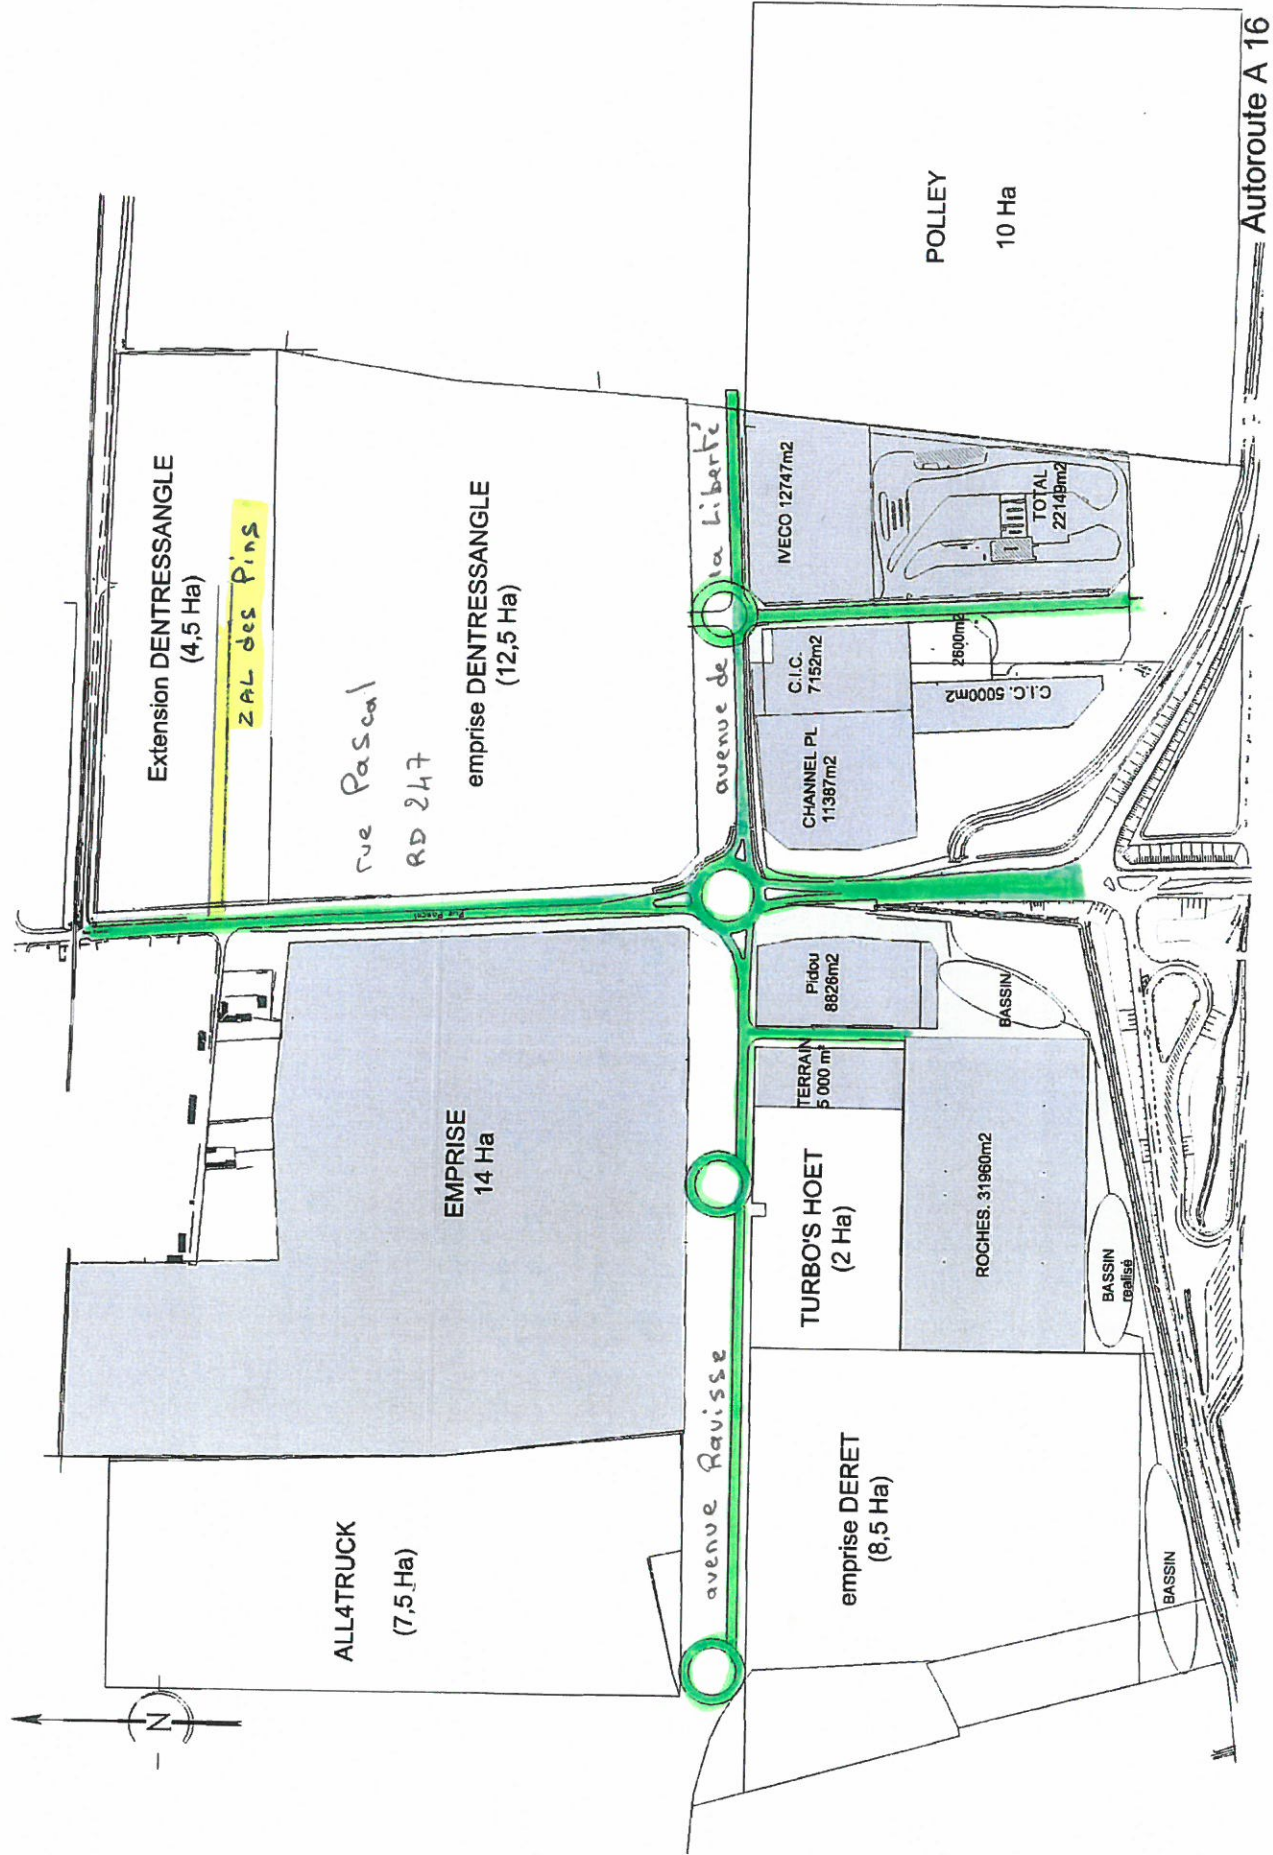 Autoroute A 16
Extension DENTRESSANGLE
(4,5 Ha)
ZAL des Pins
rue Pascal
RD 247
emprise DENTRESSANGLE
(12,5 Ha)
POLLEY
10 Ha
avenue de la Liberté
IVECO 12747m2
TOTAL
22149m2
C.I.C.
7152m2
2600m2
C.I.C. 5000m2
CHANNEL PL
11387m2
Rue Pascal
EMPRISE
14 Ha
Pidou
8826m2
BASSIN
TERRAIN
5 000 m²
TURBO'S HOET
(2 Ha)
ROCHES. 31960m2
BASSIN
realisé
avenue Ravisse
ALL4TRUCK
(7,5 Ha)
emprise DERET
(8,5 Ha)
BASSIN
N